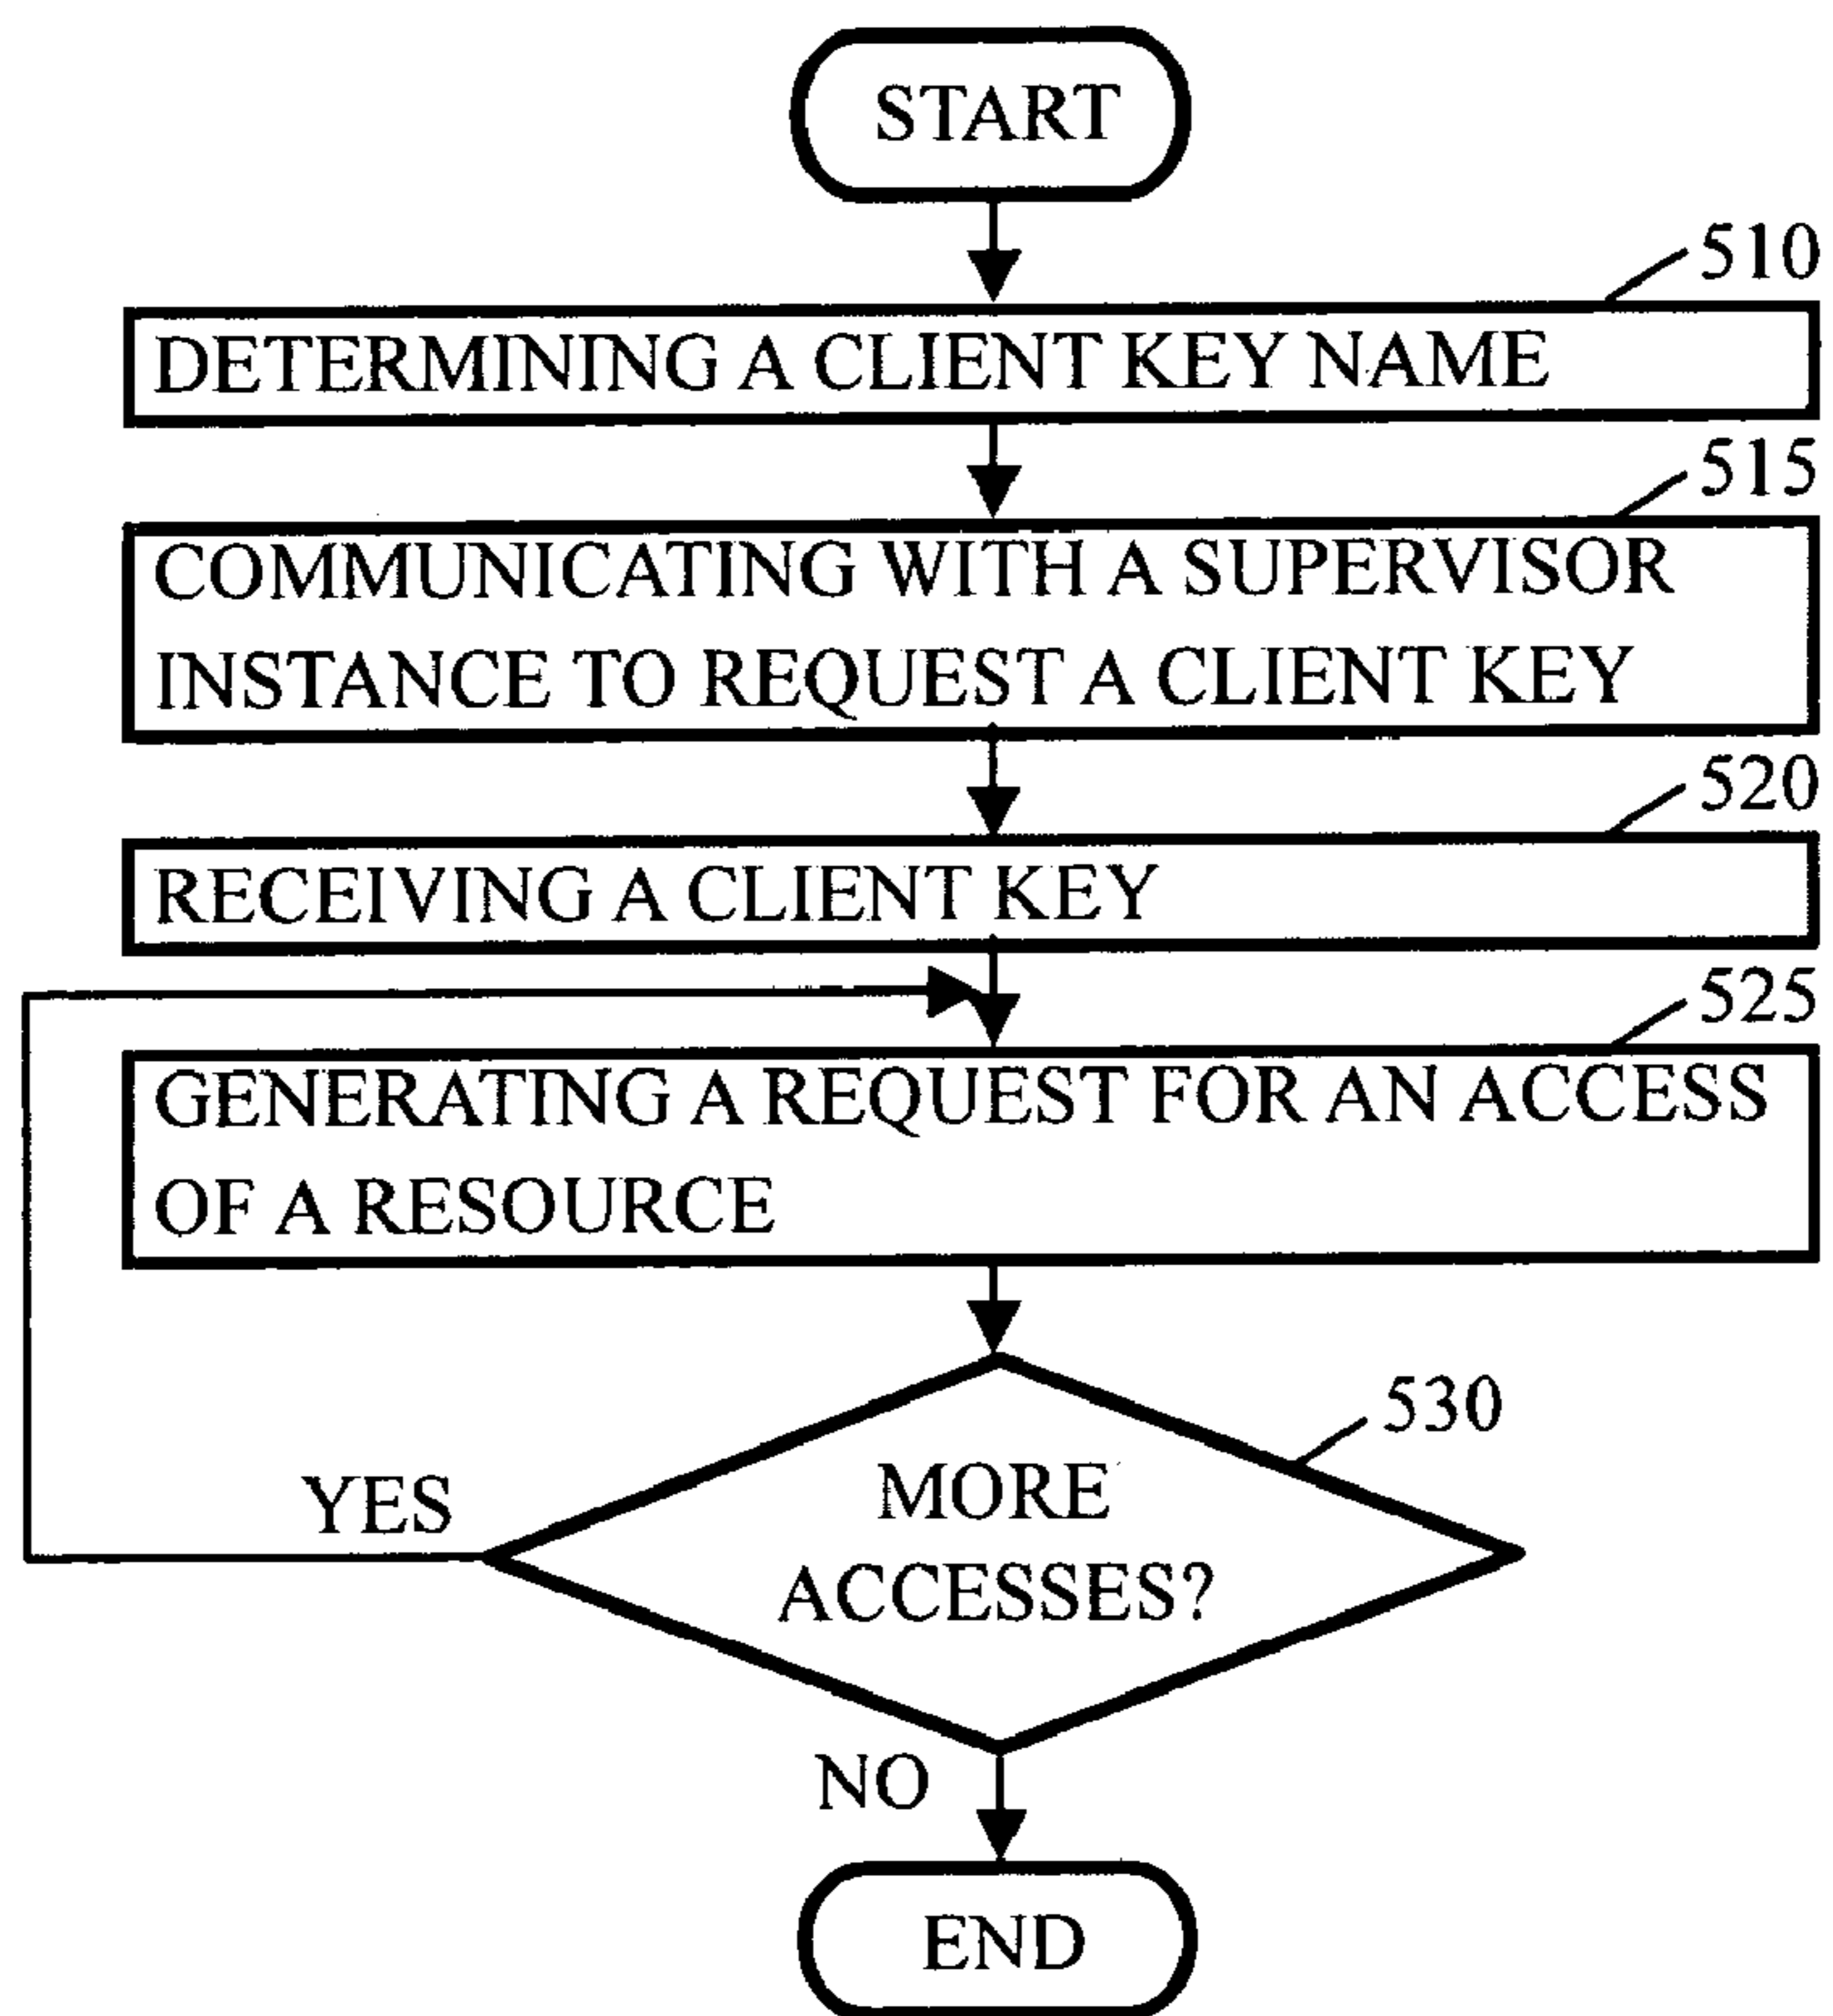 START
510
DETERMINING A CLIENT KEY NAME
515
COMMUNICATING WITH A SUPERVISOR
INSTANCE TO REQUEST A CLIENT KEY
520
RECEIVING A CLIENT KEY
525
GENERATING A REQUEST FOR AN ACCESS
OF A RESOURCE
530
MORE
ACCESSES?
YES
NO
END